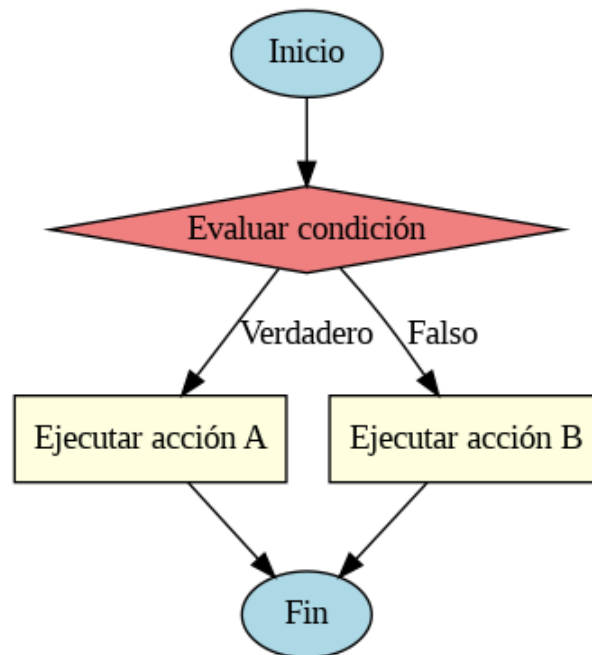 Inicio
Evaluar condición
Verdadero
Falso
Ejecutar acción A
Ejecutar acción B
Fin